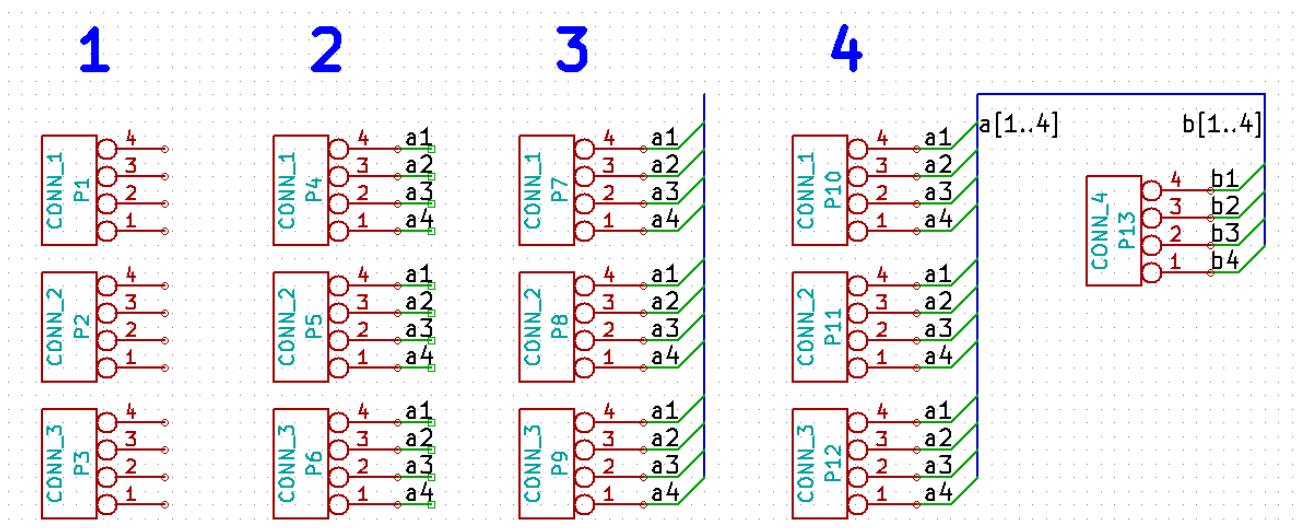 1 2 3 4
a[1..4] b[1..4]
CONN_1
P1
4
3
2
1
CONN_2
P2
4
3
2
1
CONN_3
P3
4
3
2
1
CONN_1
P4
4 a1
3 a2
2 a3
1 a4
CONN_2
P5
4 a1
3 a2
2 a3
1 a4
CONN_3
P6
4 a1
3 a2
2 a3
1 a4
CONN_1
P7
4 a1
3 a2
2 a3
1 a4
CONN_2
P8
4 a1
3 a2
2 a3
1 a4
CONN_3
P9
4 a1
3 a2
2 a3
1 a4
CONN_1
P10
4 a1
3 a2
2 a3
1 a4
CONN_2
P11
4 a1
3 a2
2 a3
1 a4
CONN_3
P12
4 a1
3 a2
2 a3
1 a4
CONN_4
P13
4 b1
3 b2
2 b3
1 b4